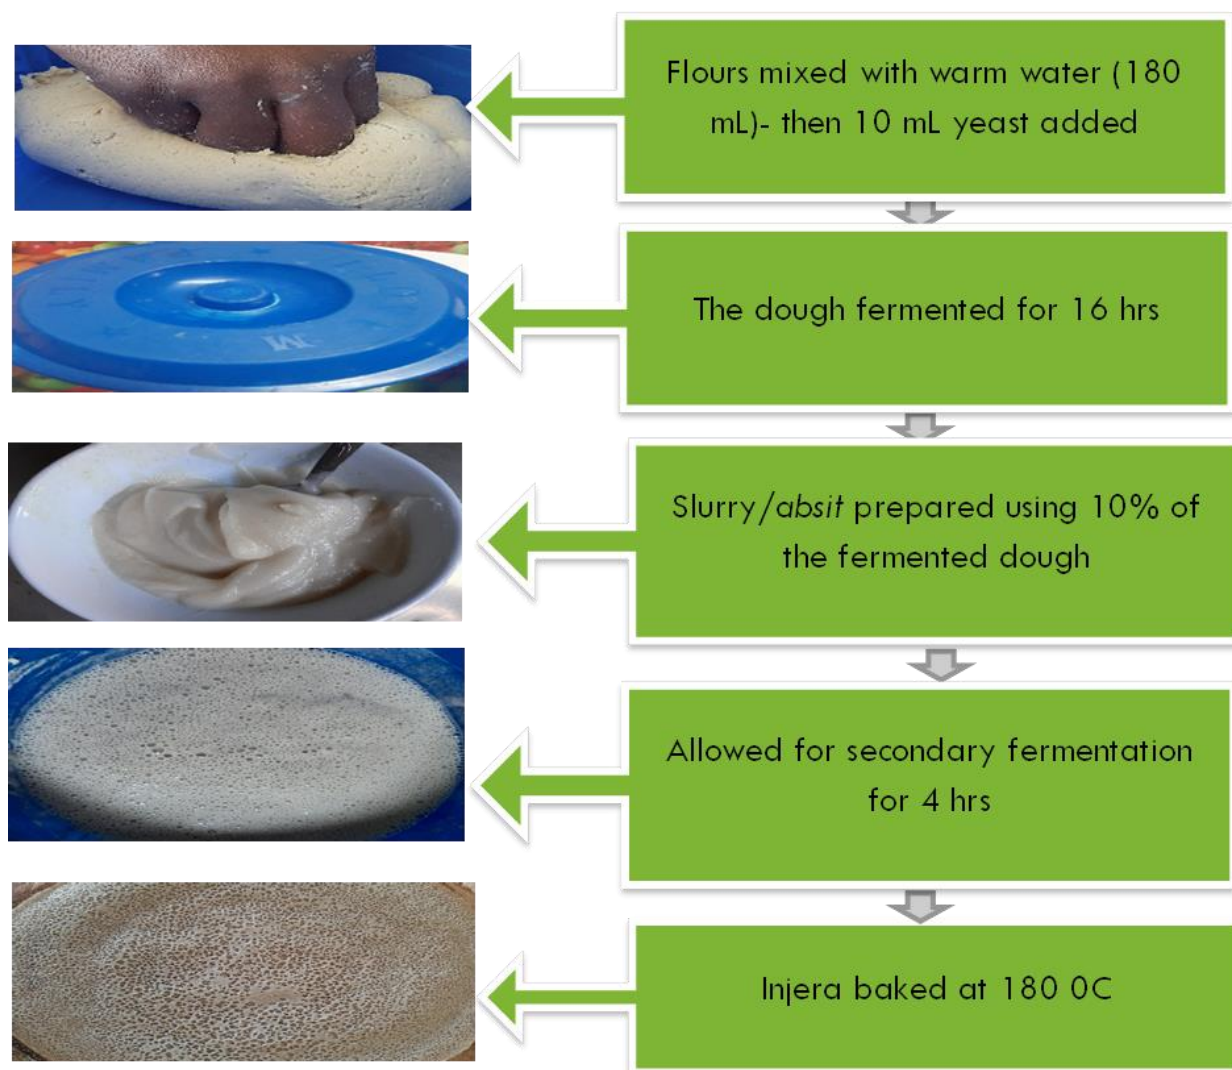 Flours mixed with warm water (180
mL)- then 10 mL yeast added
The dough fermented for 16 hrs
Slurry/absit prepared using 10% of
the fermented dough
Allowed for secondary fermentation
for 4 hrs
Injera baked at 180 0C